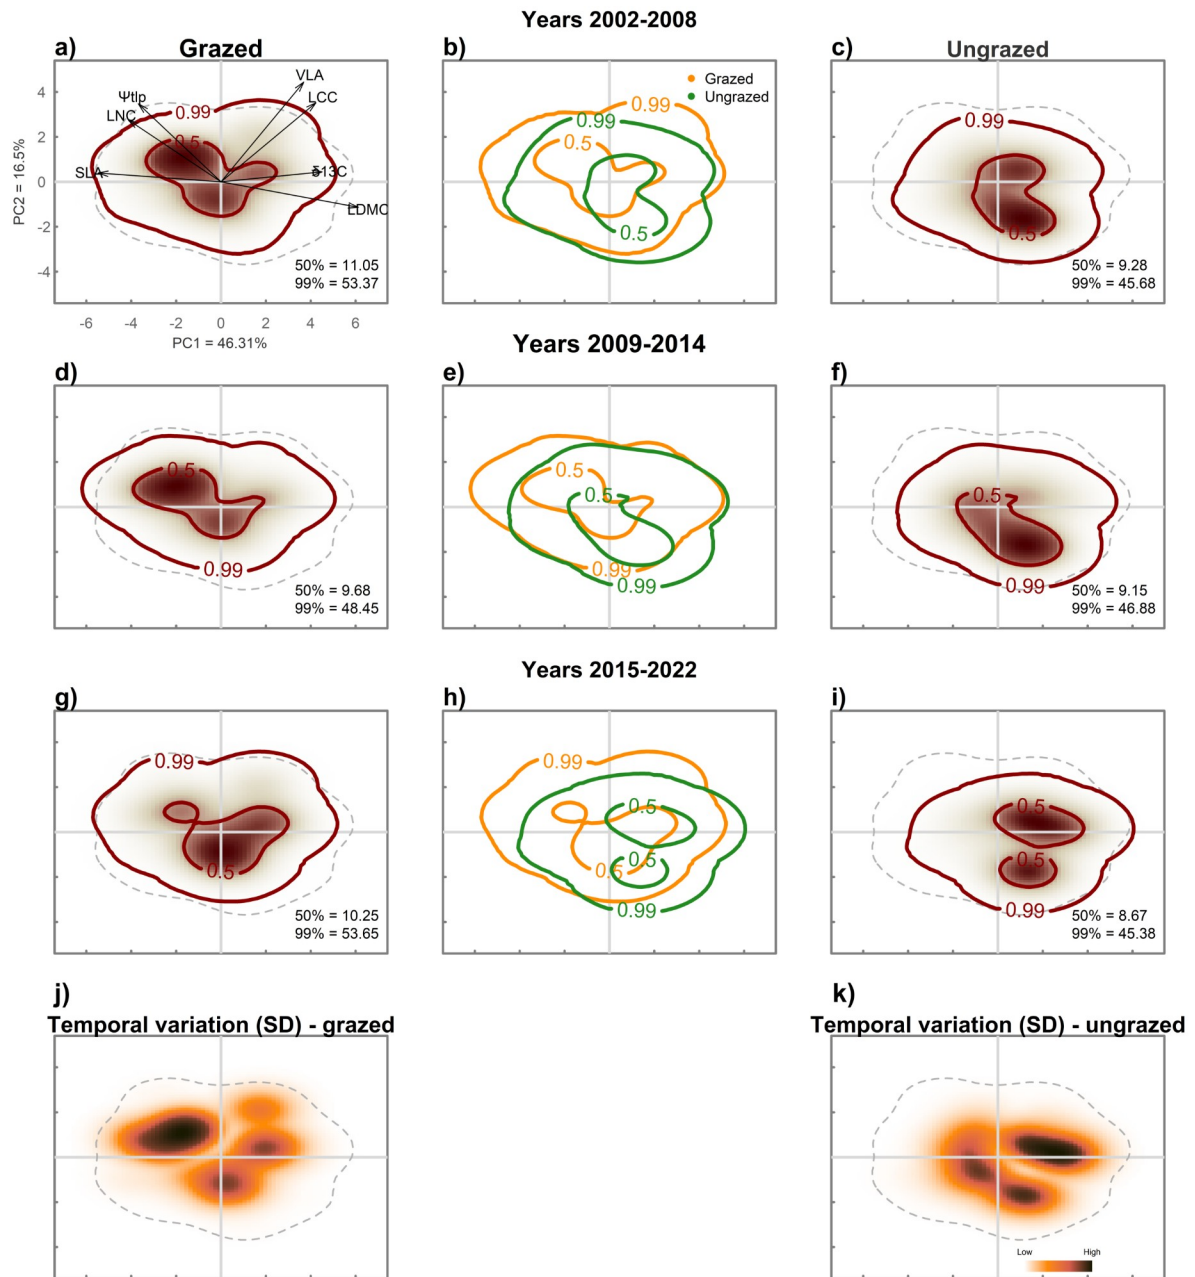 Years 2002-2008
a)
Grazed
b)
c)
Ungrazed
VLA
LCC
Ψtlp
LNC
SLA
δ13C
LDMC
0.99
0.5
50% = 11.05
99% = 53.37
4
2
0
-2
-4
PC2 = 16.5%
-6 -4 -2 0 2 4 6
PC1 = 46.31%
Grazed
Ungrazed
0.99
0.99
0.5
0.5
0.99
0.5
50% = 9.28
99% = 45.68
Years 2009-2014
d)
e)
f)
0.5
0.99
50% = 9.68
99% = 48.45
0.5
0.5
0.99
0.99
0.5
0.99
50% = 9.15
99% = 46.88
Years 2015-2022
g)
h)
i)
0.99
0.5
50% = 10.25
99% = 53.65
0.99
0.5
0.5
0.5
0.99
0.5
0.5
0.99
50% = 8.67
99% = 45.38
j)
Temporal variation (SD) - grazed
k)
Temporal variation (SD) - ungrazed
Low High